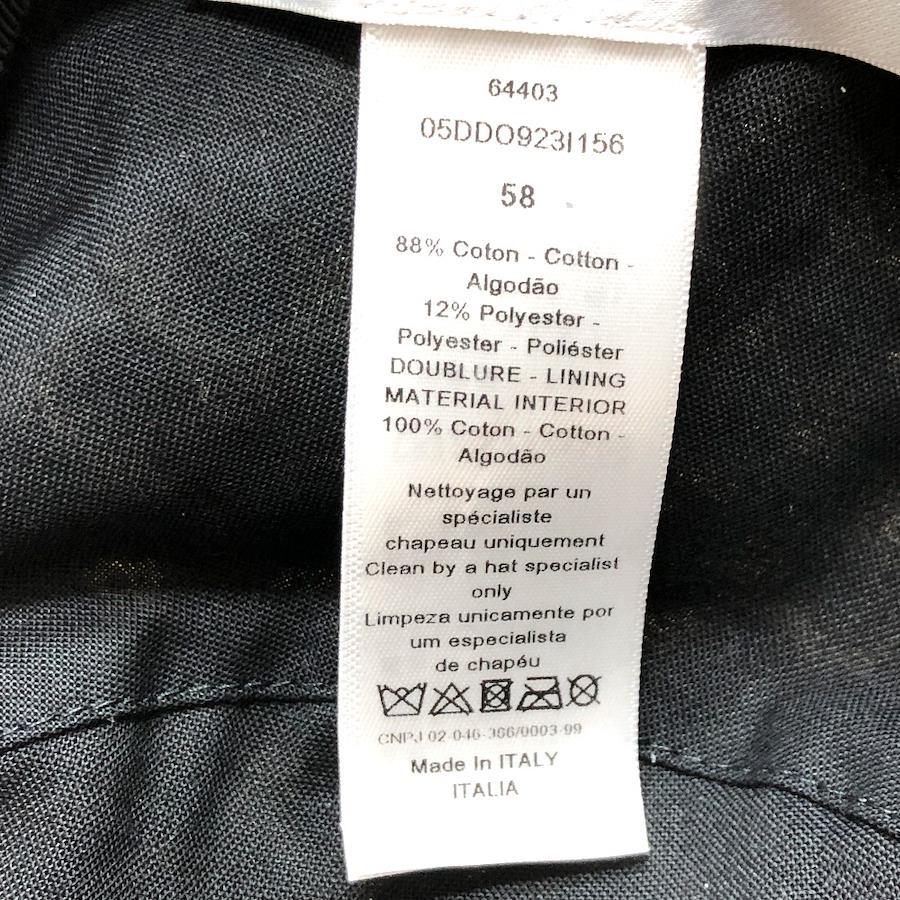 64403
05DDO923I156
58
88% Coton - Cotton -
Algodão
12% Polyester -
Polyester - Poliéster
DOUBLURE - LINING
MATERIAL INTERIOR
100% Coton - Cotton -
Algodão
Nettoyage par un
spécialiste
chapeau uniquement
Clean by a hat specialist
only
Limpeza unicamente por
um especialista
de chapéu
CNPJ 02-046-366/0003-99
Made In ITALY
ITALIA